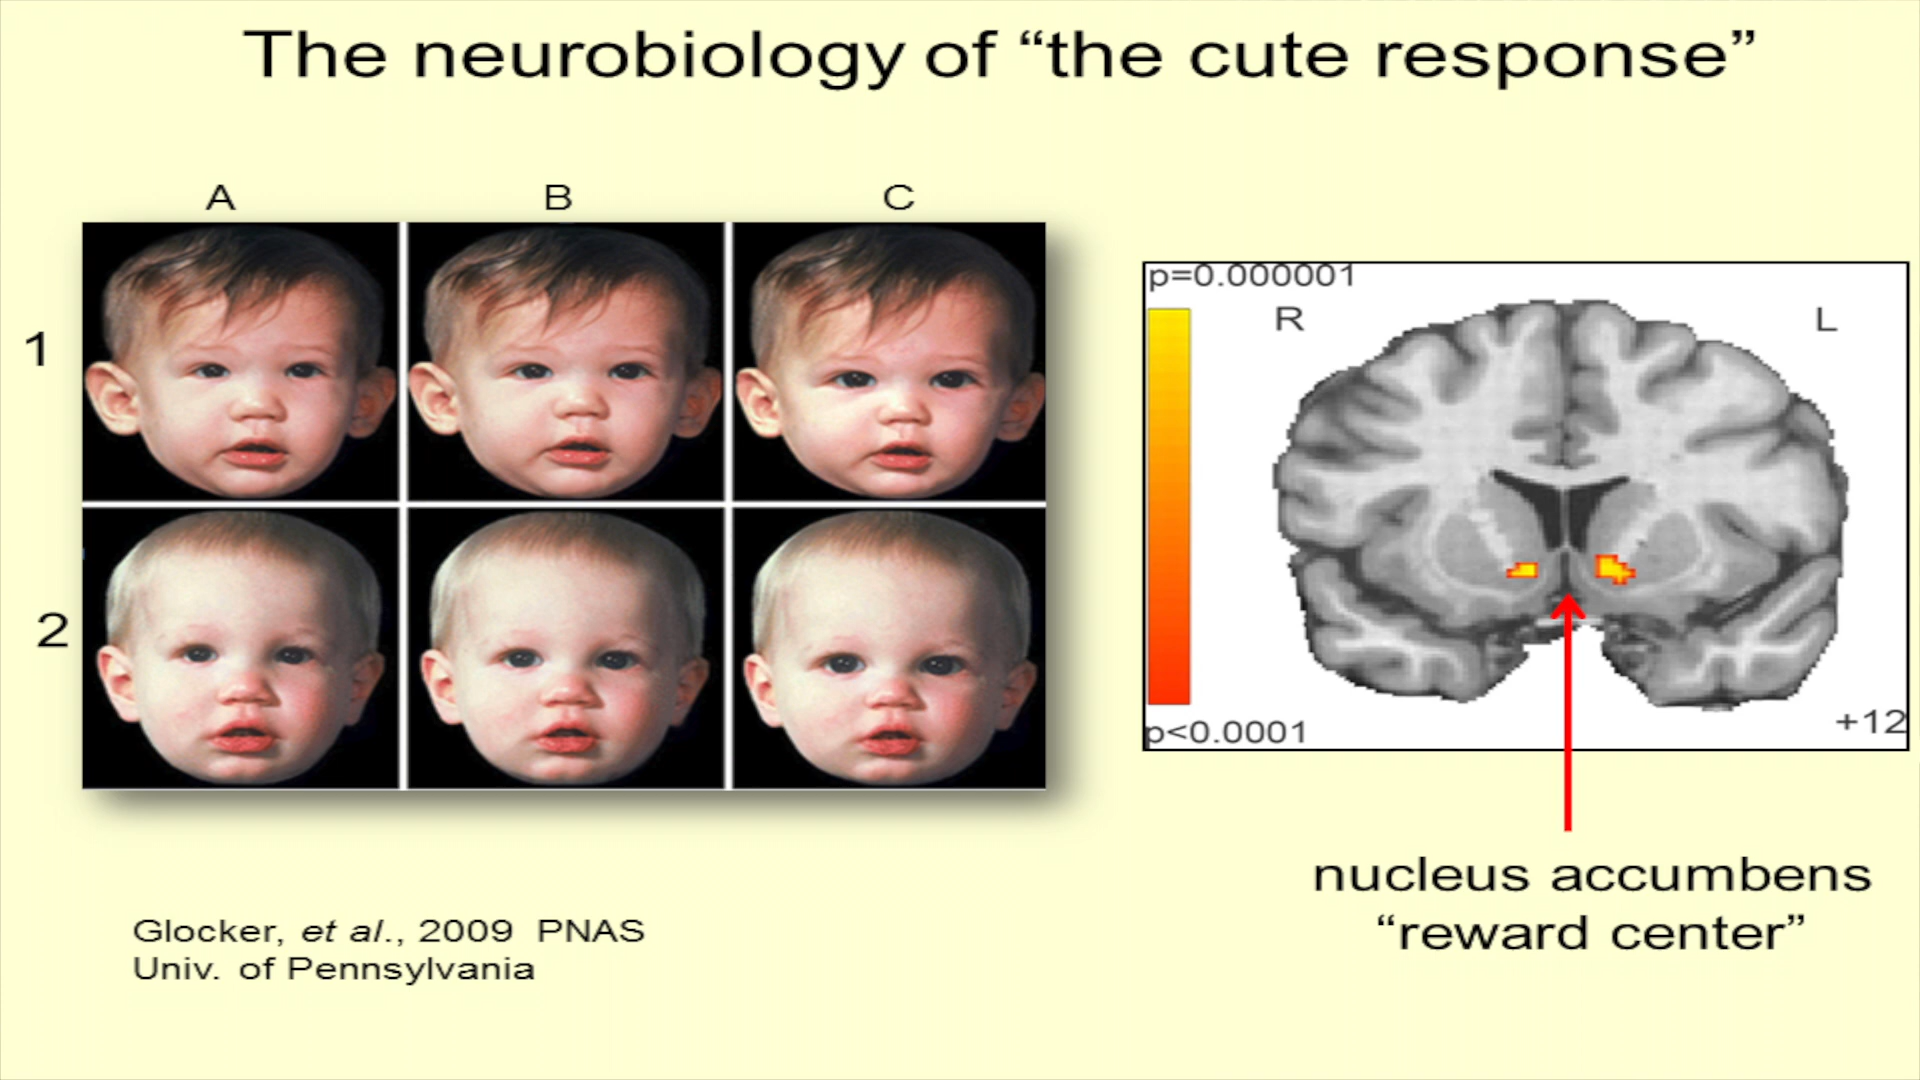 The neurobiology of “the cute response”
A B C
1
2
p=0.000001
R L
p<0.0001
+12
nucleus accumbens
“reward center”
Glocker, et al., 2009 PNAS
Univ. of Pennsylvania